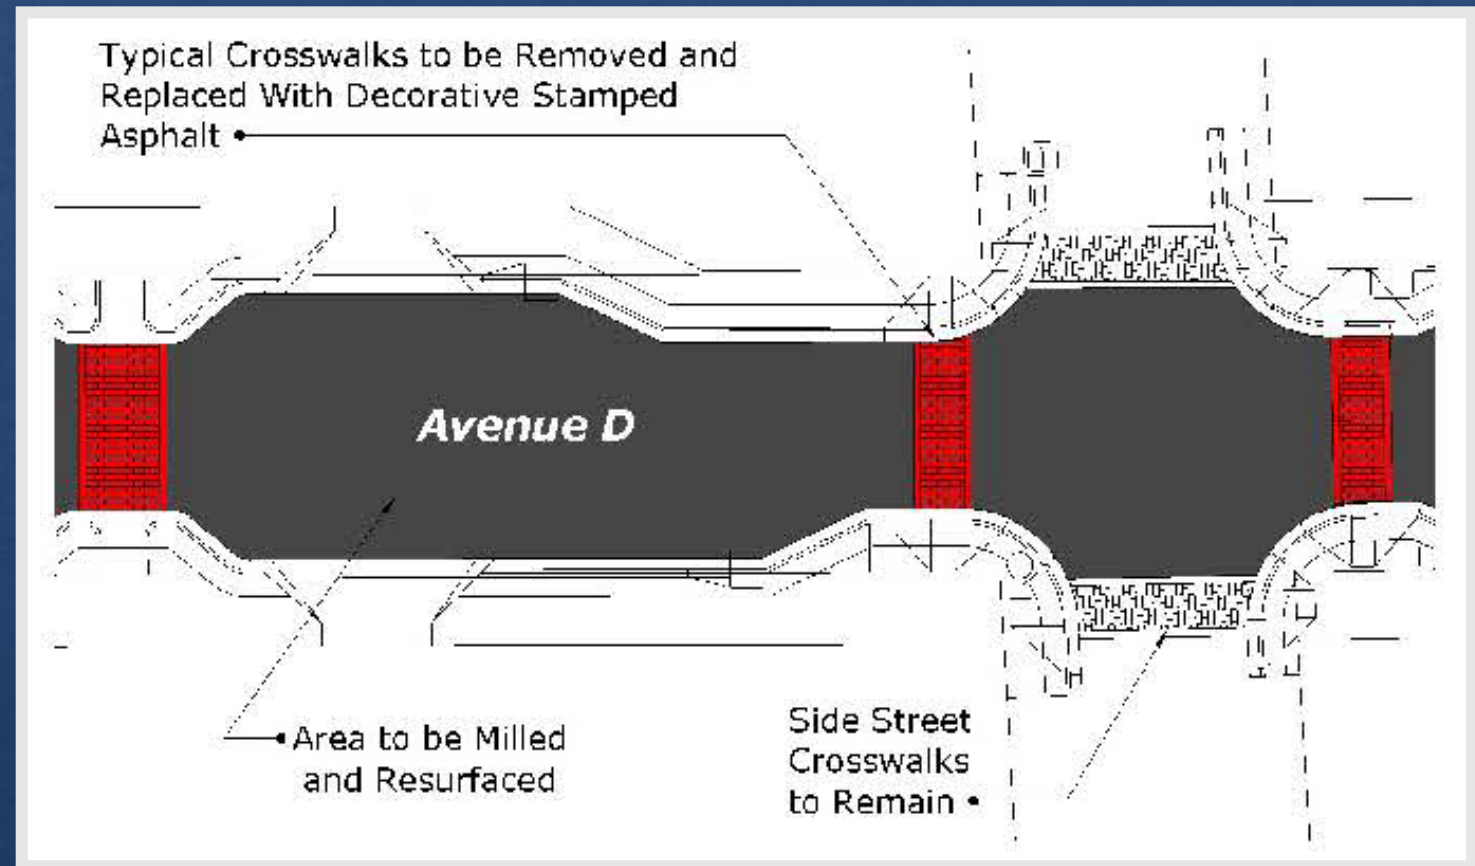 Typical Crosswalks to be Removed and
Replaced With Decorative Stamped
Asphalt
Avenue D
Area to be Milled
and Resurfaced
Side Street
Crosswalks
to Remain